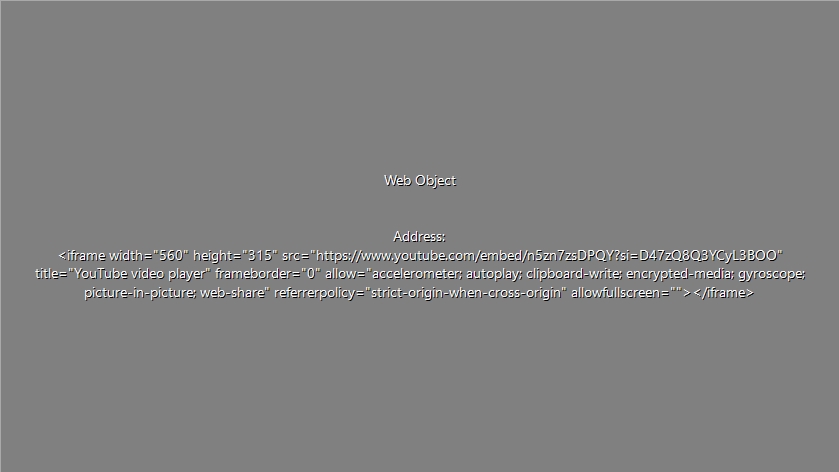 Web Object
Address:
<iframe width="560" height="315" src="https://www.youtube.com/embed/n5zn7zsDPQY?si=D47zQ8Q3YCyL3BOO"
title="YouTube video player" frameborder="0" allow="accelerometer; autoplay; clipboard-write; encrypted-media; gyroscope;
picture-in-picture; web-share" referrerpolicy="strict-origin-when-cross-origin" allowfullscreen=""></iframe>